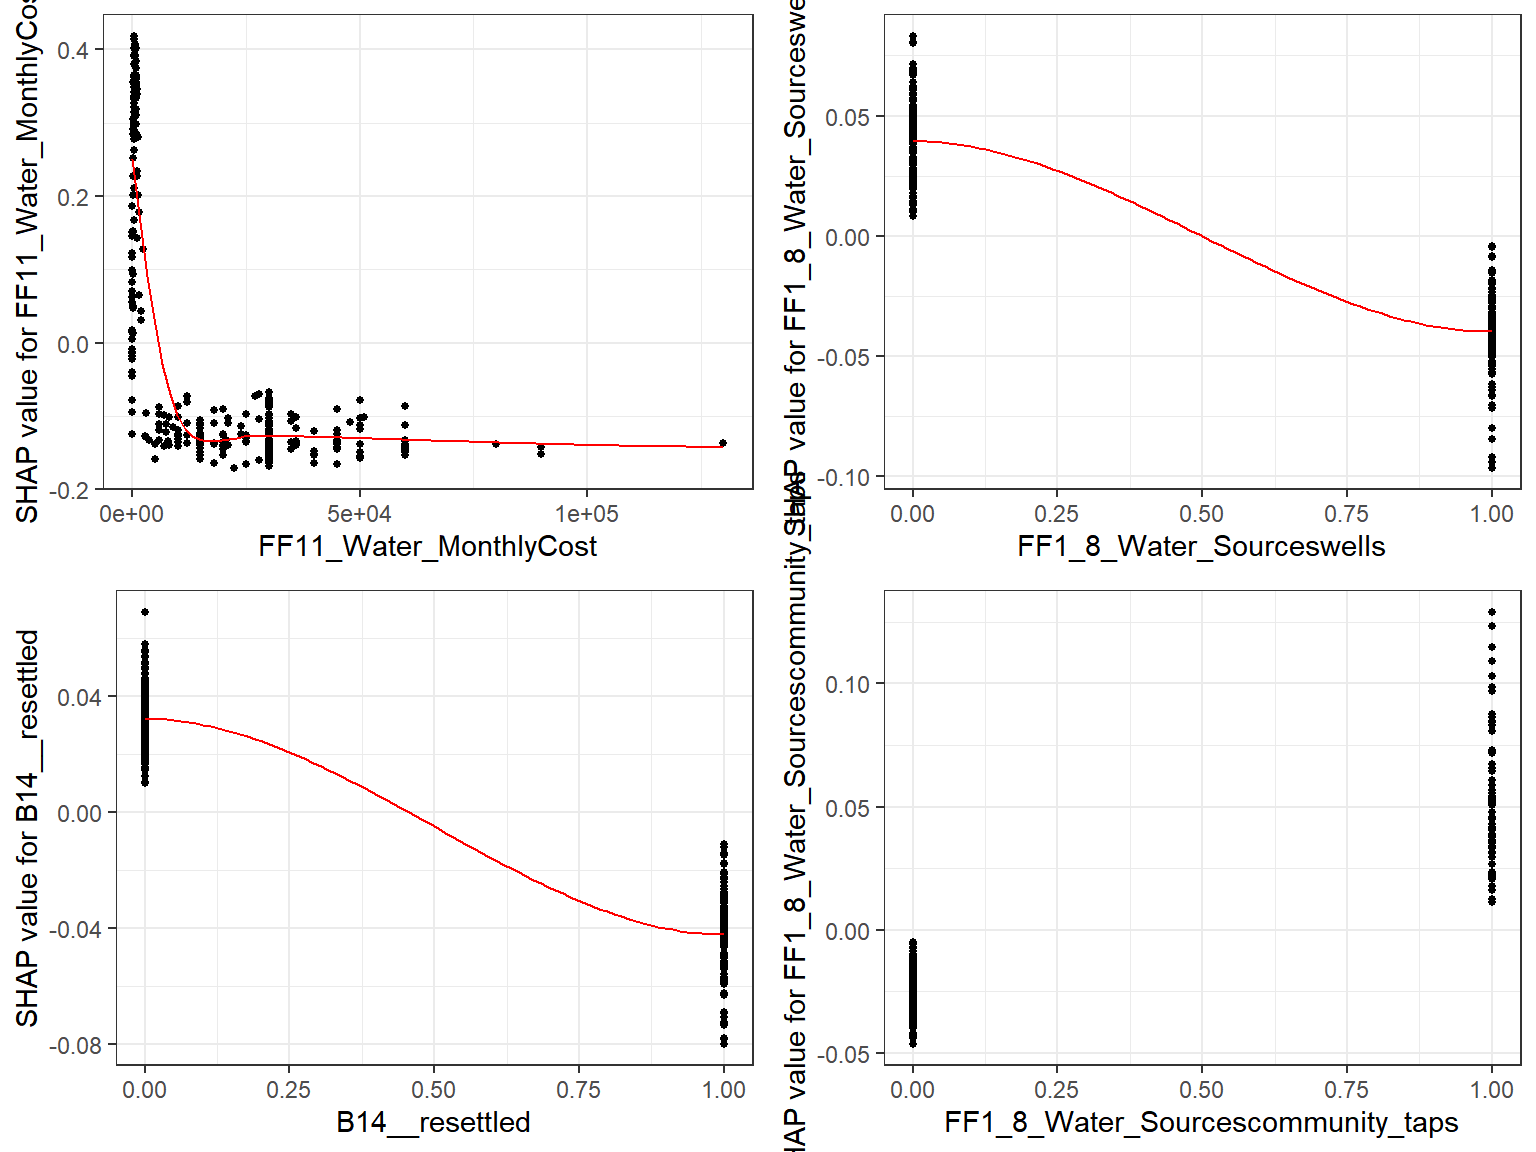 SHAP value for FF11_Water_MonthlyCos
0.4
0.2
0.0
-0.2
0e+00 5e+04 1e+05
FF11_Water_MonthlyCost
SHAP value for FF1_8_Water_Sourceswe
0.05
0.00
-0.05
-0.10
0.00 0.25 0.50 0.75 1.00
FF1_8_Water_Sourceswells
SHAP value for B14__resettled
0.04
0.00
-0.04
-0.08
0.00 0.25 0.50 0.75 1.00
B14__resettled
HAP value for FF1_8_Water_Sourcescommunity_taps
0.10
0.05
0.00
-0.05
0.00 0.25 0.50 0.75 1.00
FF1_8_Water_Sourcescommunity_taps